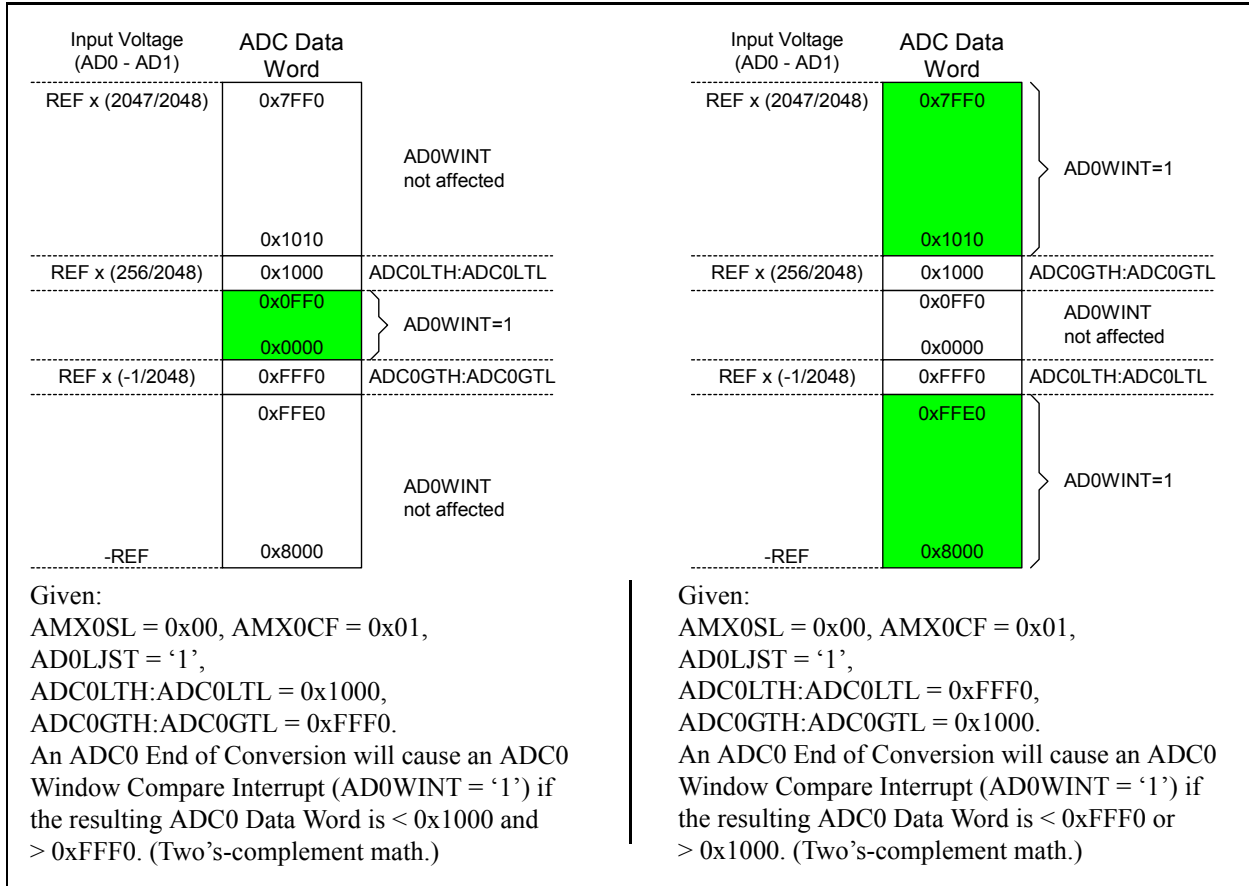 Input Voltage
(AD0 - AD1)
ADC Data
Word
REF x (2047/2048)
0x7FF0
AD0WINT
not affected
0x1010
REF x (256/2048)
0x1000
ADC0LTH:ADC0LTL
0x0FF0
AD0WINT=1
0x0000
REF x (-1/2048)
0xFFF0
ADC0GTH:ADC0GTL
0xFFE0
AD0WINT
not affected
-REF
0x8000
Given:
AMX0SL = 0x00, AMX0CF = 0x01,
AD0LJST = ‘1’,
ADC0LTH:ADC0LTL = 0x1000,
ADC0GTH:ADC0GTL = 0xFFF0.
An ADC0 End of Conversion will cause an ADC0
Window Compare Interrupt (AD0WINT = ‘1’) if
the resulting ADC0 Data Word is < 0x1000 and
> 0xFFF0. (Two’s-complement math.)
Input Voltage
(AD0 - AD1)
ADC Data
Word
REF x (2047/2048)
0x7FF0
AD0WINT=1
0x1010
REF x (256/2048)
0x1000
ADC0GTH:ADC0GTL
0x0FF0
AD0WINT
not affected
0x0000
REF x (-1/2048)
0xFFF0
ADC0LTH:ADC0LTL
0xFFE0
AD0WINT=1
-REF
0x8000
Given:
AMX0SL = 0x00, AMX0CF = 0x01,
AD0LJST = ‘1’,
ADC0LTH:ADC0LTL = 0xFFF0,
ADC0GTH:ADC0GTL = 0x1000.
An ADC0 End of Conversion will cause an ADC0
Window Compare Interrupt (AD0WINT = ‘1’) if
the resulting ADC0 Data Word is < 0xFFF0 or
> 0x1000. (Two’s-complement math.)